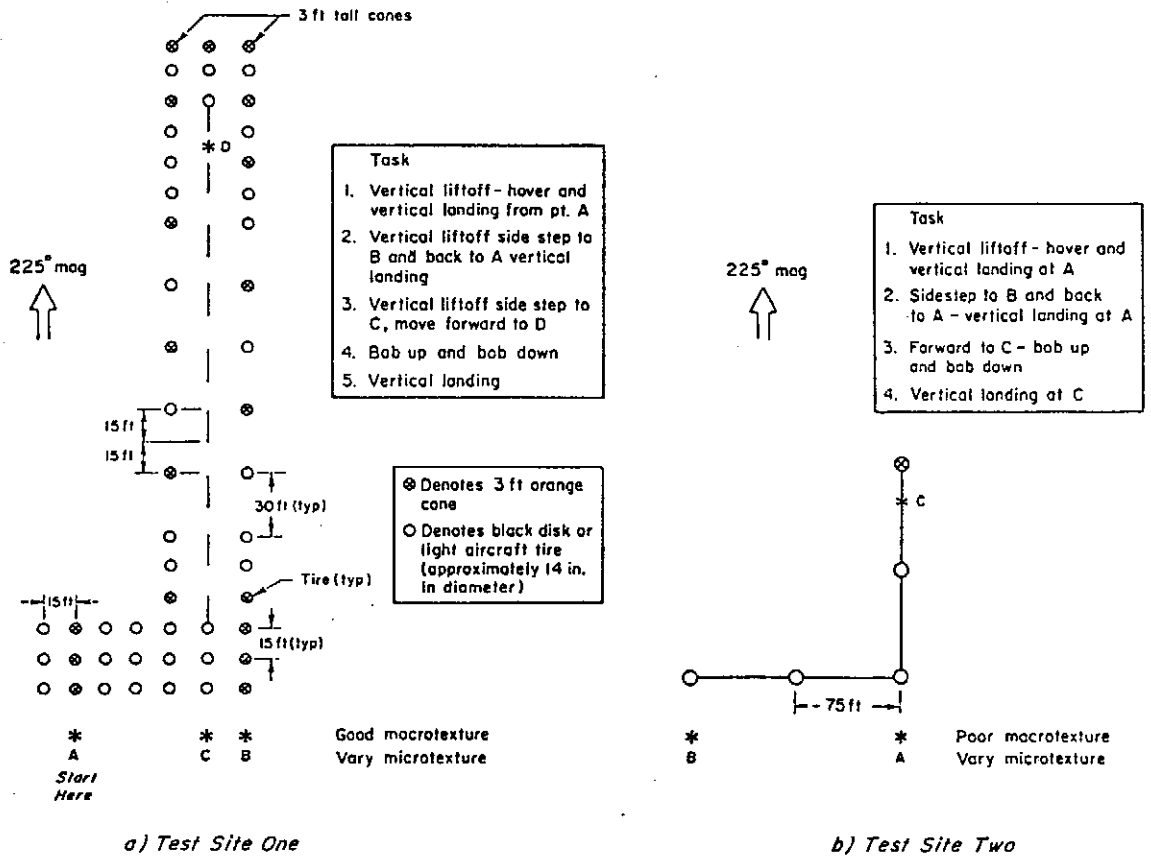 3 ft tall cones
D
Task
1. Vertical liftoff - hover and
vertical landing from pt. A
2. Vertical liftoff side step to
B and back to A vertical
landing
3. Vertical liftoff side step to
C, move forward to D
4. Bob up and bob down
5. Vertical landing
225° mag
15 ft
15 ft
30 ft (typ)
⊗ Denotes 3 ft orange
cone
○ Denotes black disk or
light aircraft tire
(approximately 14 in.
in diameter)
Tire (typ)
15 ft
15 ft (typ)
* * *
A C B
Start
Here
Good macrotexture
Vary microtexture
a) Test Site One
225° mag
Task
1. Vertical liftoff - hover and
vertical landing at A
2. Sidestep to B and back
to A - vertical landing at A
3. Forward to C - bob up
and bob down
4. Vertical landing at C
C
~ 75 ft
* *
B A
Poor macrotexture
Vary microtexture
b) Test Site Two